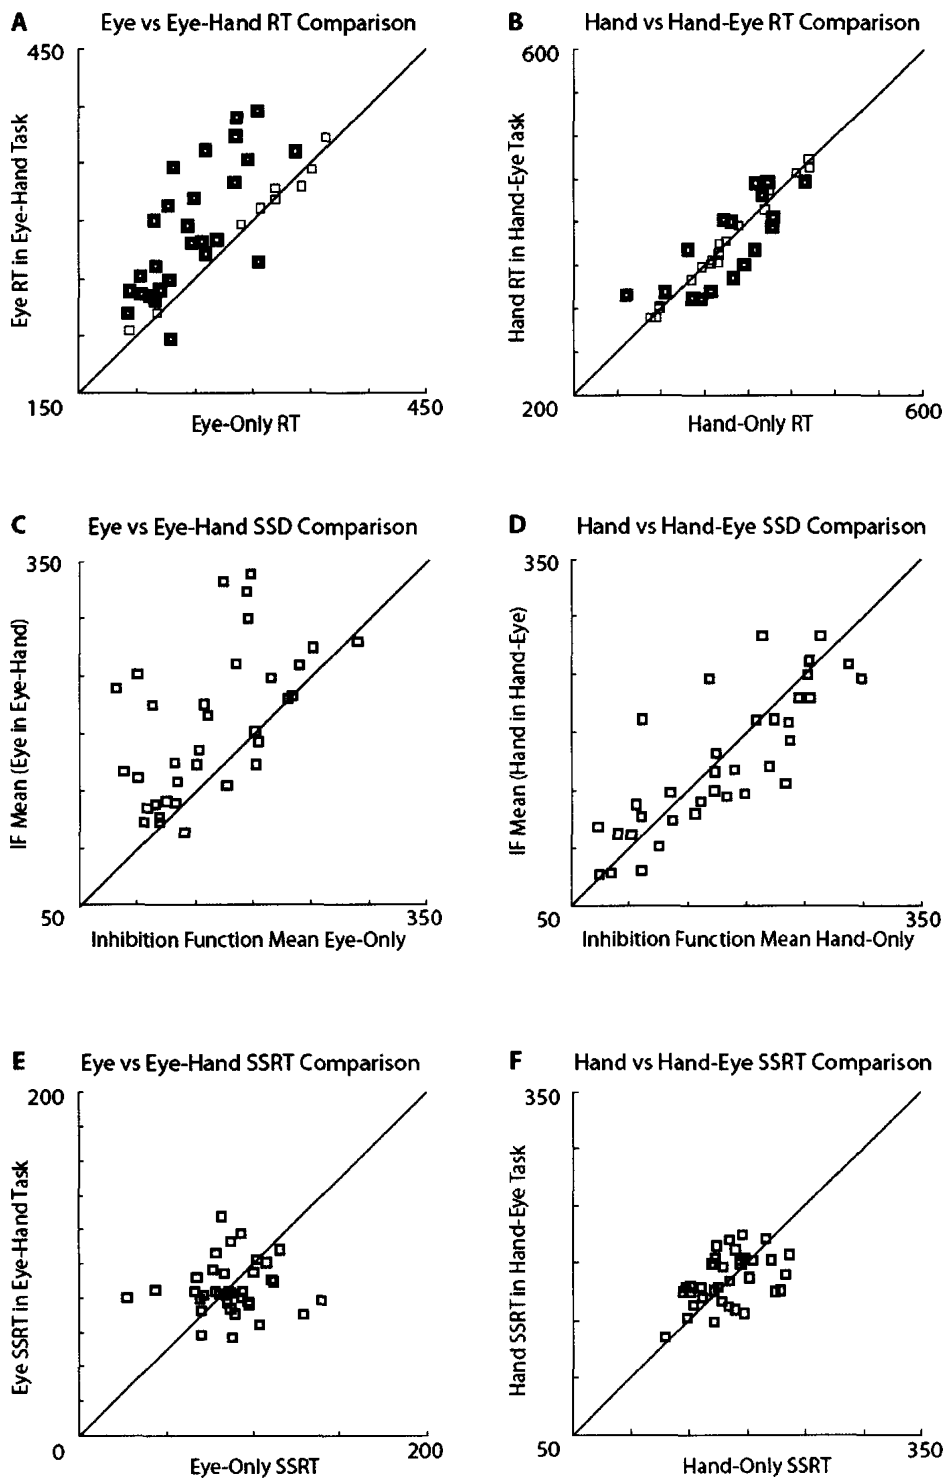 A Eye vs Eye-Hand RT Comparison
450
Eye RT in Eye-Hand Task
150
450
Eye-Only RT
B Hand vs Hand-Eye RT Comparison
600
Hand RT in Hand-Eye Task
200
600
Hand-Only RT
C Eye vs Eye-Hand SSD Comparison
350
IF Mean (Eye in Eye-Hand)
50
350
Inhibition Function Mean Eye-Only
D Hand vs Hand-Eye SSD Comparison
350
IF Mean (Hand in Hand-Eye)
50
350
Inhibition Function Mean Hand-Only
E Eye vs Eye-Hand SSRT Comparison
200
Eye SSRT in Eye-Hand Task
0
200
Eye-Only SSRT
F Hand vs Hand-Eye SSRT Comparison
350
Hand SSRT in Hand-Eye Task
50
350
Hand-Only SSRT